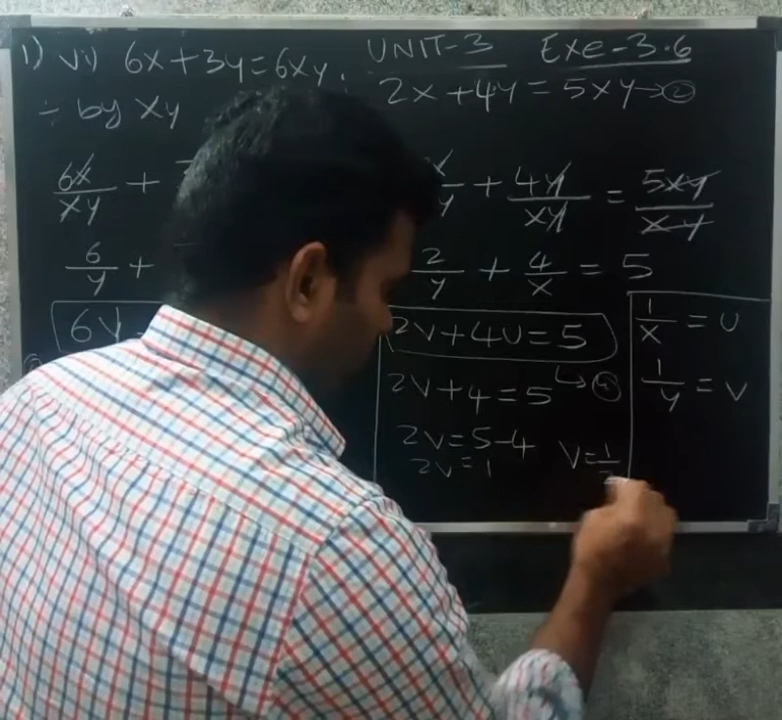 1) vi) 6x+3y=6xy,
÷ by xy
6x/xy +
6/y +
6V
UNIT-3 Exe-3.6
2x+4y=5xy→②
x/y + 4y/xy = 5xy/xy
2/y + 4/x = 5
2V+4U=5
↳④
2V+4=5
2V=5-4
2V=1
V=1/
1/x = U
1/y = V